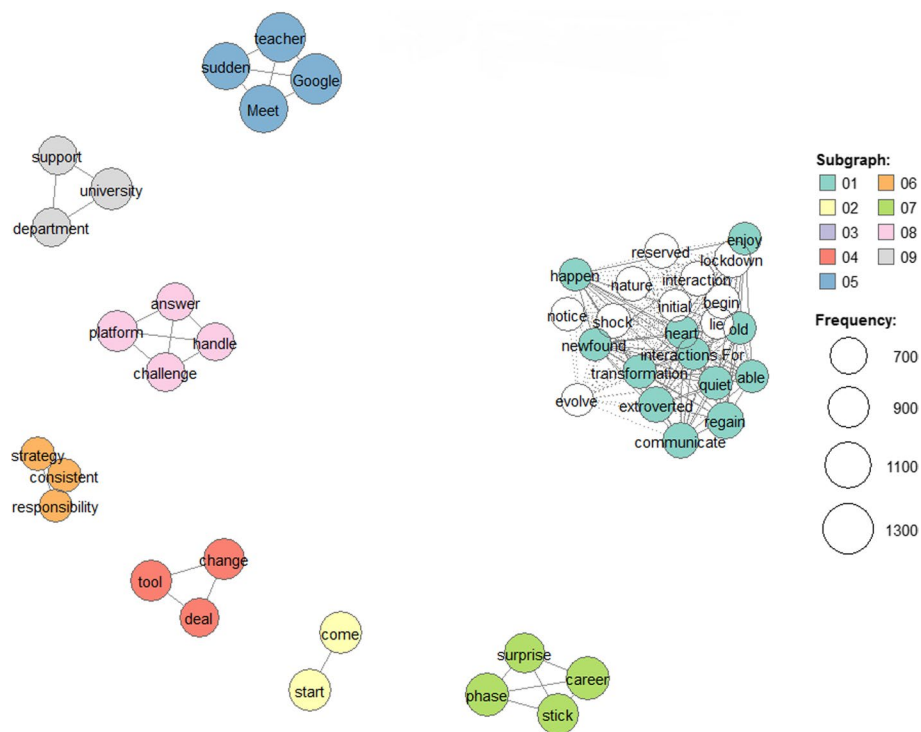 teacher
sudden
Google
Meet
support
university
department
answer
platform
handle
challenge
strategy
consistent
responsibility
change
tool
deal
come
start
surprise
career
phase
stick
enjoy
reserved
lockdown
happen
interaction
nature
begin
initial
notice
shock
lie
old
heart
newfound
interactions For
transformation
able
quiet
evolve
extroverted
regain
communicate
Subgraph:
01 06
02 07
03 08
04 09
05
Frequency:
700
900
1100
1300